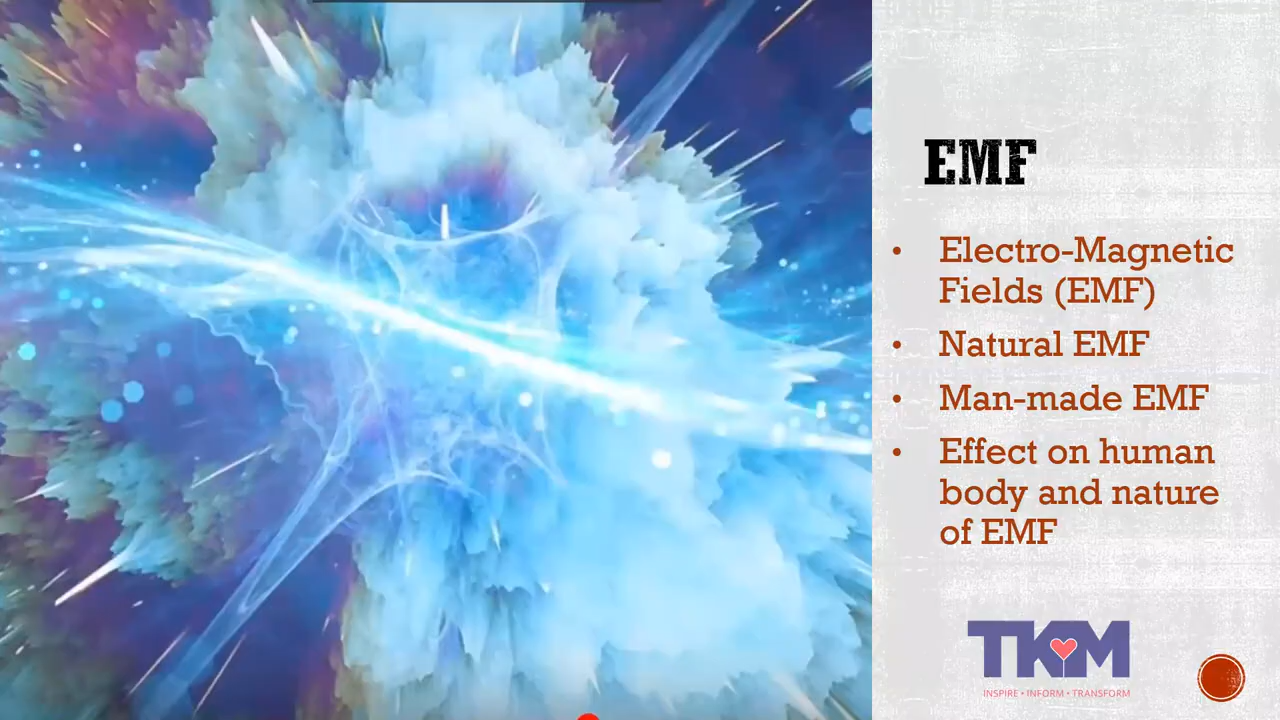 EMF
• Electro-Magnetic
Fields (EMF)
• Natural EMF
• Man-made EMF
• Effect on human
body and nature
of EMF
TKM
INSPIRE • INFORM • TRANSFORM